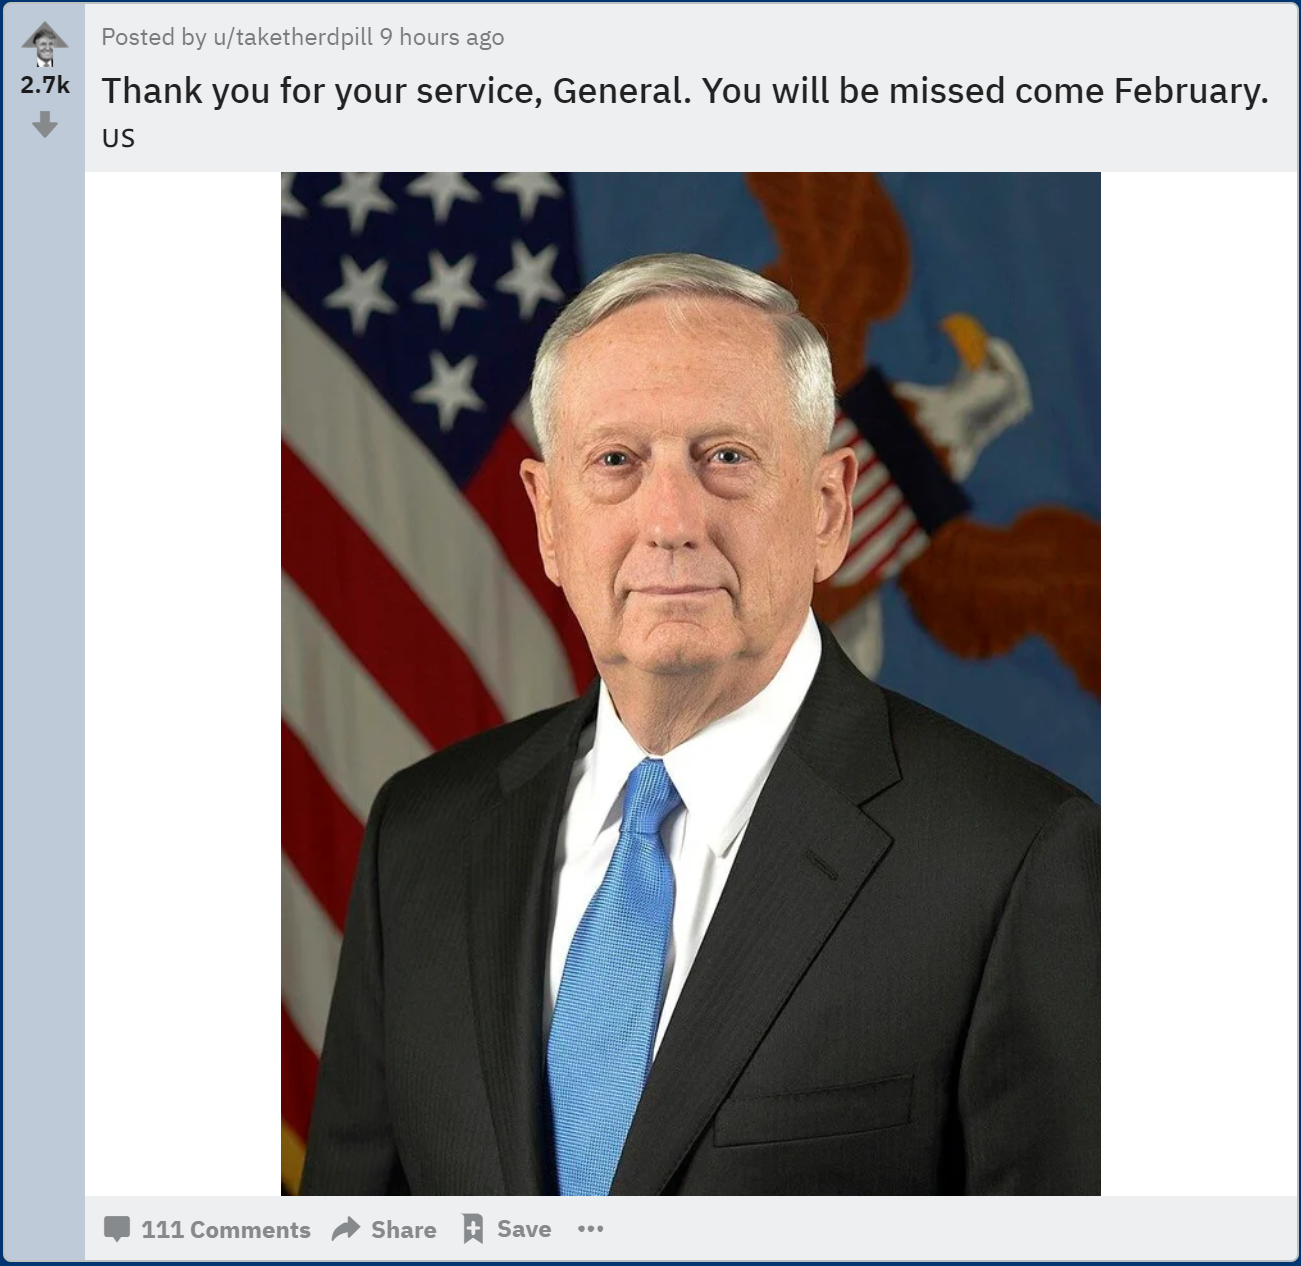 Posted by u/taketherdpill 9 hours ago
2.7k
Thank you for your service, General. You will be missed come February.
US
111 Comments Share Save